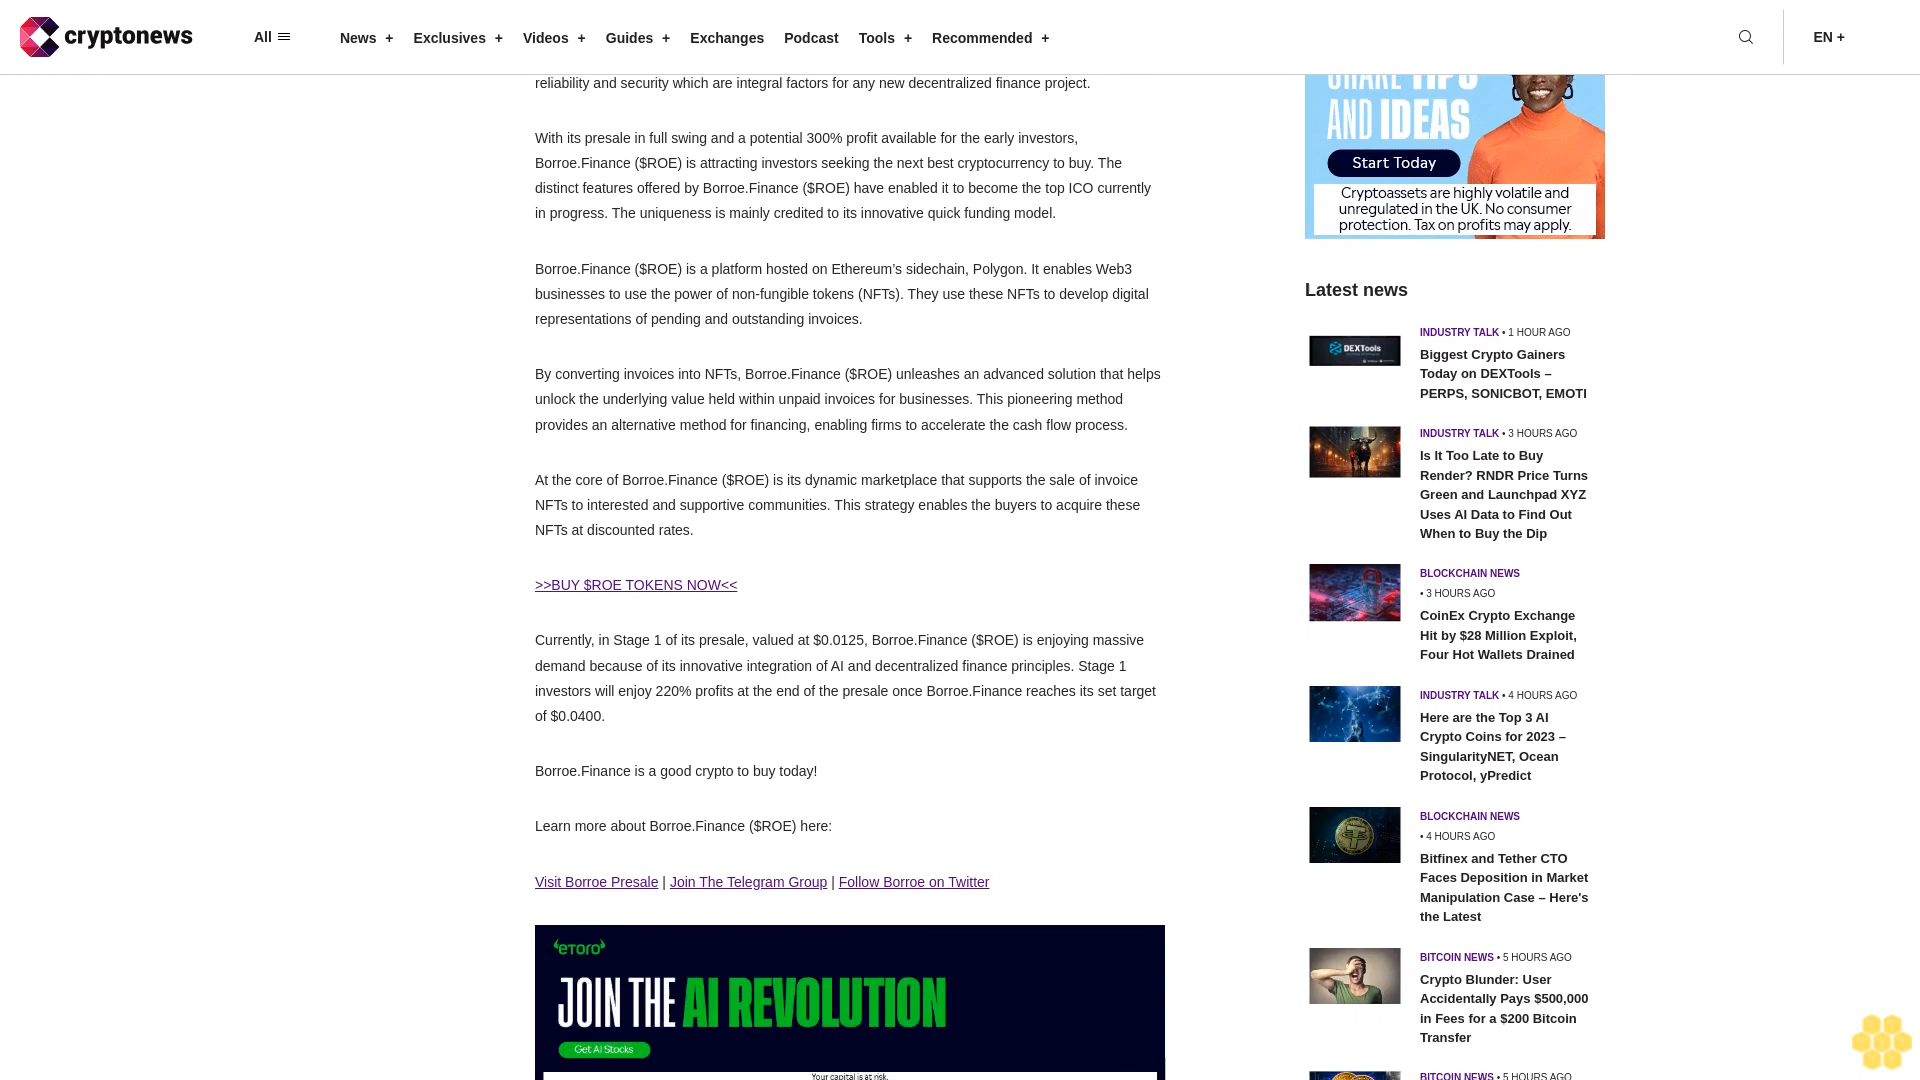 cryptonews
All
News +
Exclusives +
Videos +
Guides +
Exchanges
Podcast
Tools +
Recommended +
EN +
reliability and security which are integral factors for any new decentralized finance project.
With its presale in full swing and a potential 300% profit available for the early investors,
Borroe.Finance ($ROE) is attracting investors seeking the next best cryptocurrency to buy. The
distinct features offered by Borroe.Finance ($ROE) have enabled it to become the top ICO currently
in progress. The uniqueness is mainly credited to its innovative quick funding model.
Borroe.Finance ($ROE) is a platform hosted on Ethereum’s sidechain, Polygon. It enables Web3
businesses to use the power of non-fungible tokens (NFTs). They use these NFTs to develop digital
representations of pending and outstanding invoices.
By converting invoices into NFTs, Borroe.Finance ($ROE) unleashes an advanced solution that helps
unlock the underlying value held within unpaid invoices for businesses. This pioneering method
provides an alternative method for financing, enabling firms to accelerate the cash flow process.
At the core of Borroe.Finance ($ROE) is its dynamic marketplace that supports the sale of invoice
NFTs to interested and supportive communities. This strategy enables the buyers to acquire these
NFTs at discounted rates.
>>BUY $ROE TOKENS NOW<<
Currently, in Stage 1 of its presale, valued at $0.0125, Borroe.Finance ($ROE) is enjoying massive
demand because of its innovative integration of AI and decentralized finance principles. Stage 1
investors will enjoy 220% profits at the end of the presale once Borroe.Finance reaches its set target
of $0.0400.
Borroe.Finance is a good crypto to buy today!
Learn more about Borroe.Finance ($ROE) here:
Visit Borroe Presale | Join The Telegram Group | Follow Borroe on Twitter
eToro
JOIN THE AI REVOLUTION
Get AI Stocks
Your capital is at risk.
SHARE TIPS
AND IDEAS
Start Today
Cryptoassets are highly volatile and
unregulated in the UK. No consumer
protection. Tax on profits may apply.
Latest news
DEXTools
INDUSTRY TALK • 1 HOUR AGO
Biggest Crypto Gainers
Today on DEXTools –
PERPS, SONICBOT, EMOTI
INDUSTRY TALK • 3 HOURS AGO
Is It Too Late to Buy
Render? RNDR Price Turns
Green and Launchpad XYZ
Uses AI Data to Find Out
When to Buy the Dip
BLOCKCHAIN NEWS
• 3 HOURS AGO
CoinEx Crypto Exchange
Hit by $28 Million Exploit,
Four Hot Wallets Drained
INDUSTRY TALK • 4 HOURS AGO
Here are the Top 3 AI
Crypto Coins for 2023 –
SingularityNET, Ocean
Protocol, yPredict
BLOCKCHAIN NEWS
• 4 HOURS AGO
Bitfinex and Tether CTO
Faces Deposition in Market
Manipulation Case – Here's
the Latest
BITCOIN NEWS • 5 HOURS AGO
Crypto Blunder: User
Accidentally Pays $500,000
in Fees for a $200 Bitcoin
Transfer
BITCOIN NEWS • 5 HOURS AGO